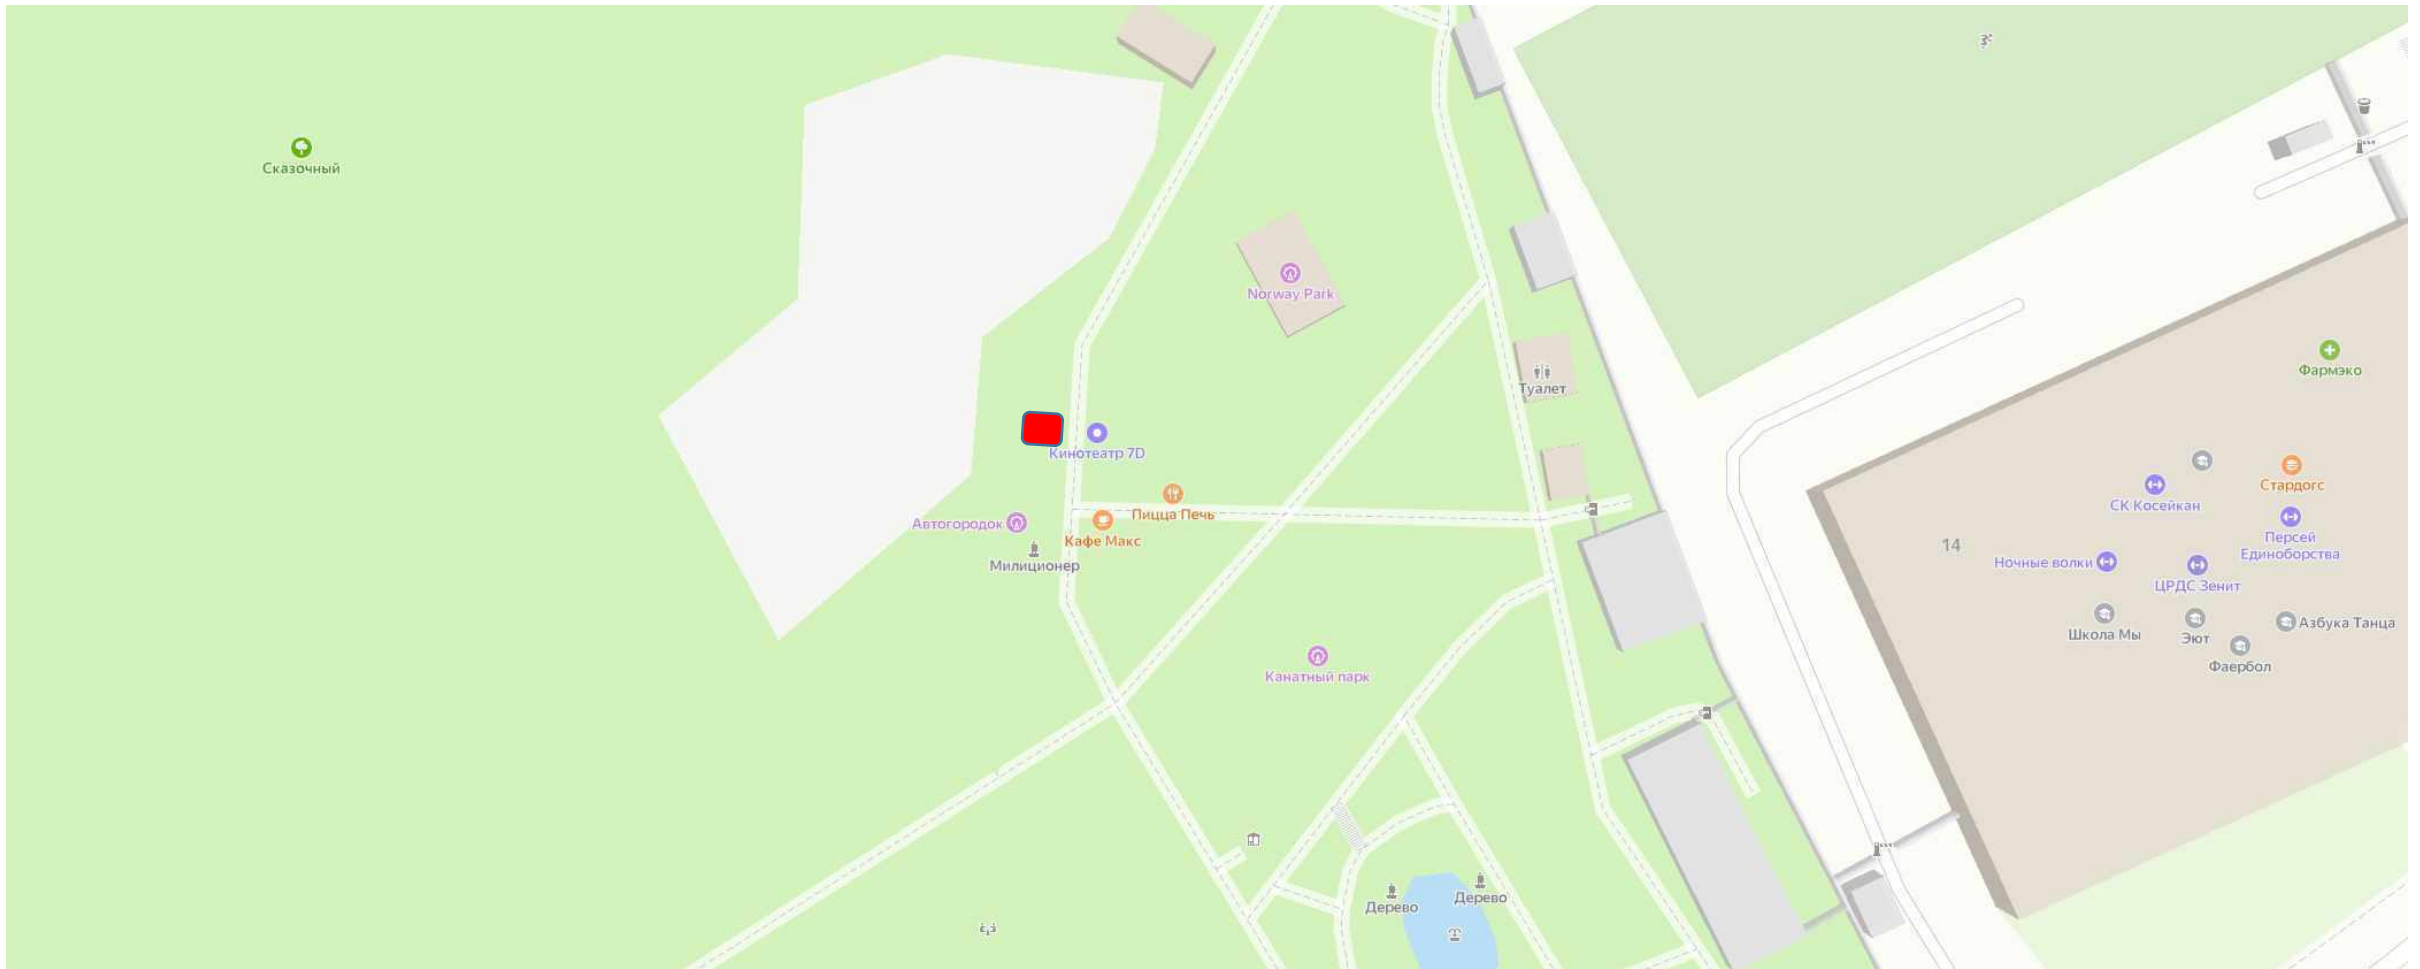 Сказочный
Norway Park
Туалет
Фармэко
Кинотеатр 7D
Стардогс
СК Косейкан
Пицца Печь
Автогородок
Кафе Макс
Персей
Единоборства
14
Милиционер
Ночные волки
ЦРДС Зенит
Азбука Танца
Школа Мы
Эют
Фаербол
Канатный парк
Дерево
Дерево